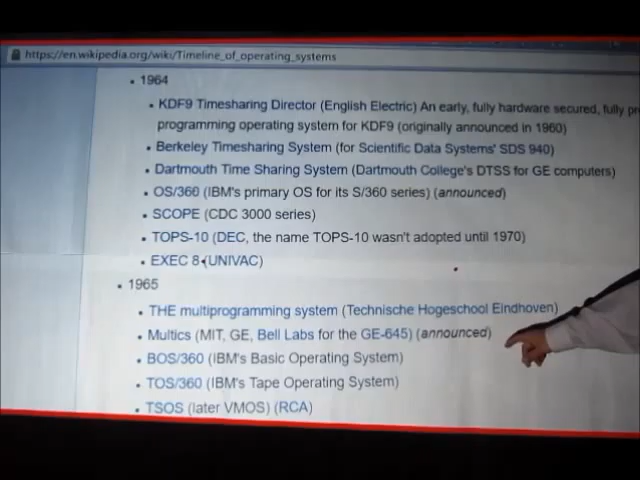 https://en.wikipedia.org/wiki/Timeline_of_operating_systems
1964
KDF9 Timesharing Director (English Electric) An early, fully hardware secured, fully
programming operating system for KDF9 (originally announced in 1960)
Berkeley Timesharing System (for Scientific Data Systems' SDS 940)
Dartmouth Time Sharing System (Dartmouth College's DTSS for GE computers)
OS/360 (IBM's primary OS for its S/360 series) (announced)
SCOPE (CDC 3000 series)
TOPS-10 (DEC, the name TOPS-10 wasn't adopted until 1970)
EXEC 8 (UNIVAC)
1965
THE multiprogramming system (Technische Hogeschool Eindhoven)
Multics (MIT, GE, Bell Labs for the GE-645) (announced)
BOS/360 (IBM's Basic Operating System)
TOS/360 (IBM's Tape Operating System)
TSOS (later VMOS) (RCA)